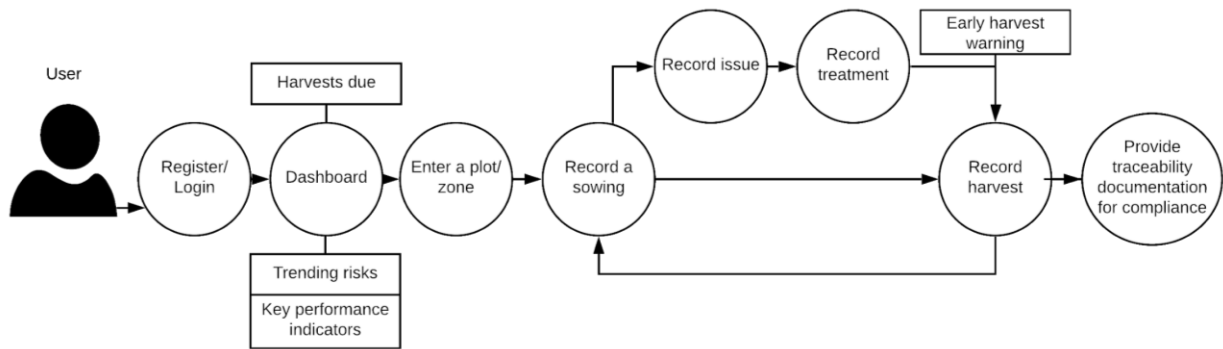 User
Register/
Login
Harvests due
Dashboard
Trending risks
Key performance
indicators
Enter a plot/
zone
Record a
sowing
Record issue
Record
treatment
Early harvest
warning
Record
harvest
Provide
traceability
documentation
for compliance